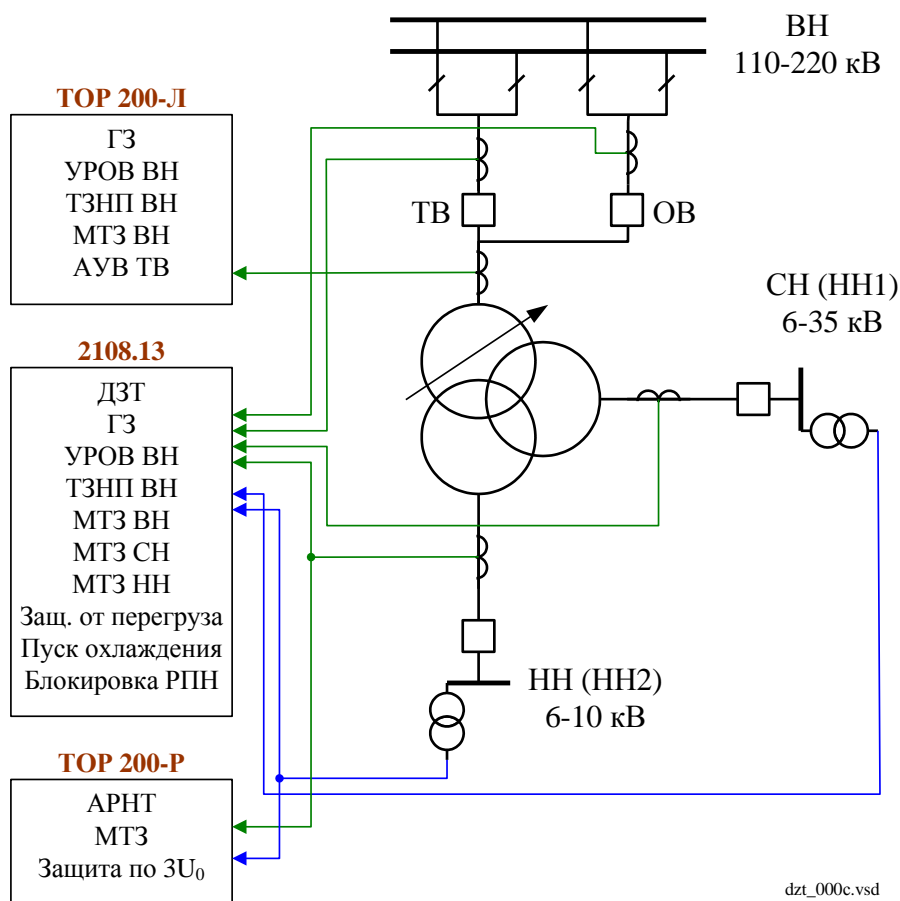 ВН
110-220 кВ
ТОР 200-Л
ГЗ
УРОВ ВН
ТЗНП ВН
МТЗ ВН
АУВ ТВ
ТВ
ОВ
СН (НН1)
6-35 кВ
2108.13
ДЗТ
ГЗ
УРОВ ВН
ТЗНП ВН
МТЗ ВН
МТЗ СН
МТЗ НН
Защ. от перегруза
Пуск охлаждения
Блокировка РПН
НН (НН2)
6-10 кВ
ТОР 200-Р
АРНТ
МТЗ
Защита по 3U₀
dzt_000c.vsd